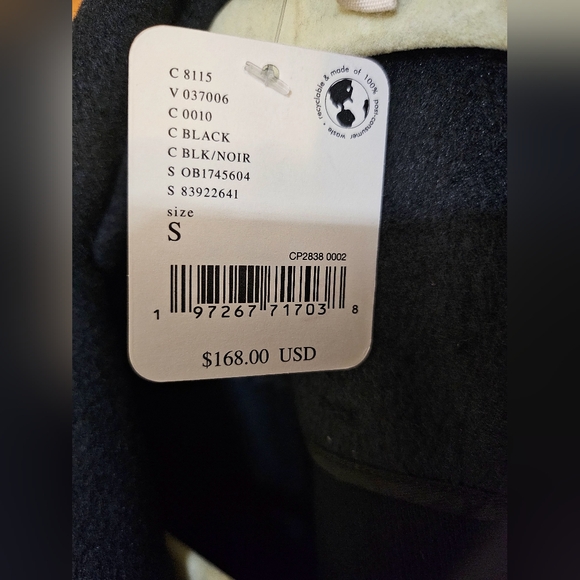 C 8115
V 037006
C 0010
C BLACK
C BLK/NOIR
S OB1745604
S 83922641
size
S
recyclable & made of 100% post-consumer waste •
CP2838 0002
1 97267 71703 8
$168.00 USD